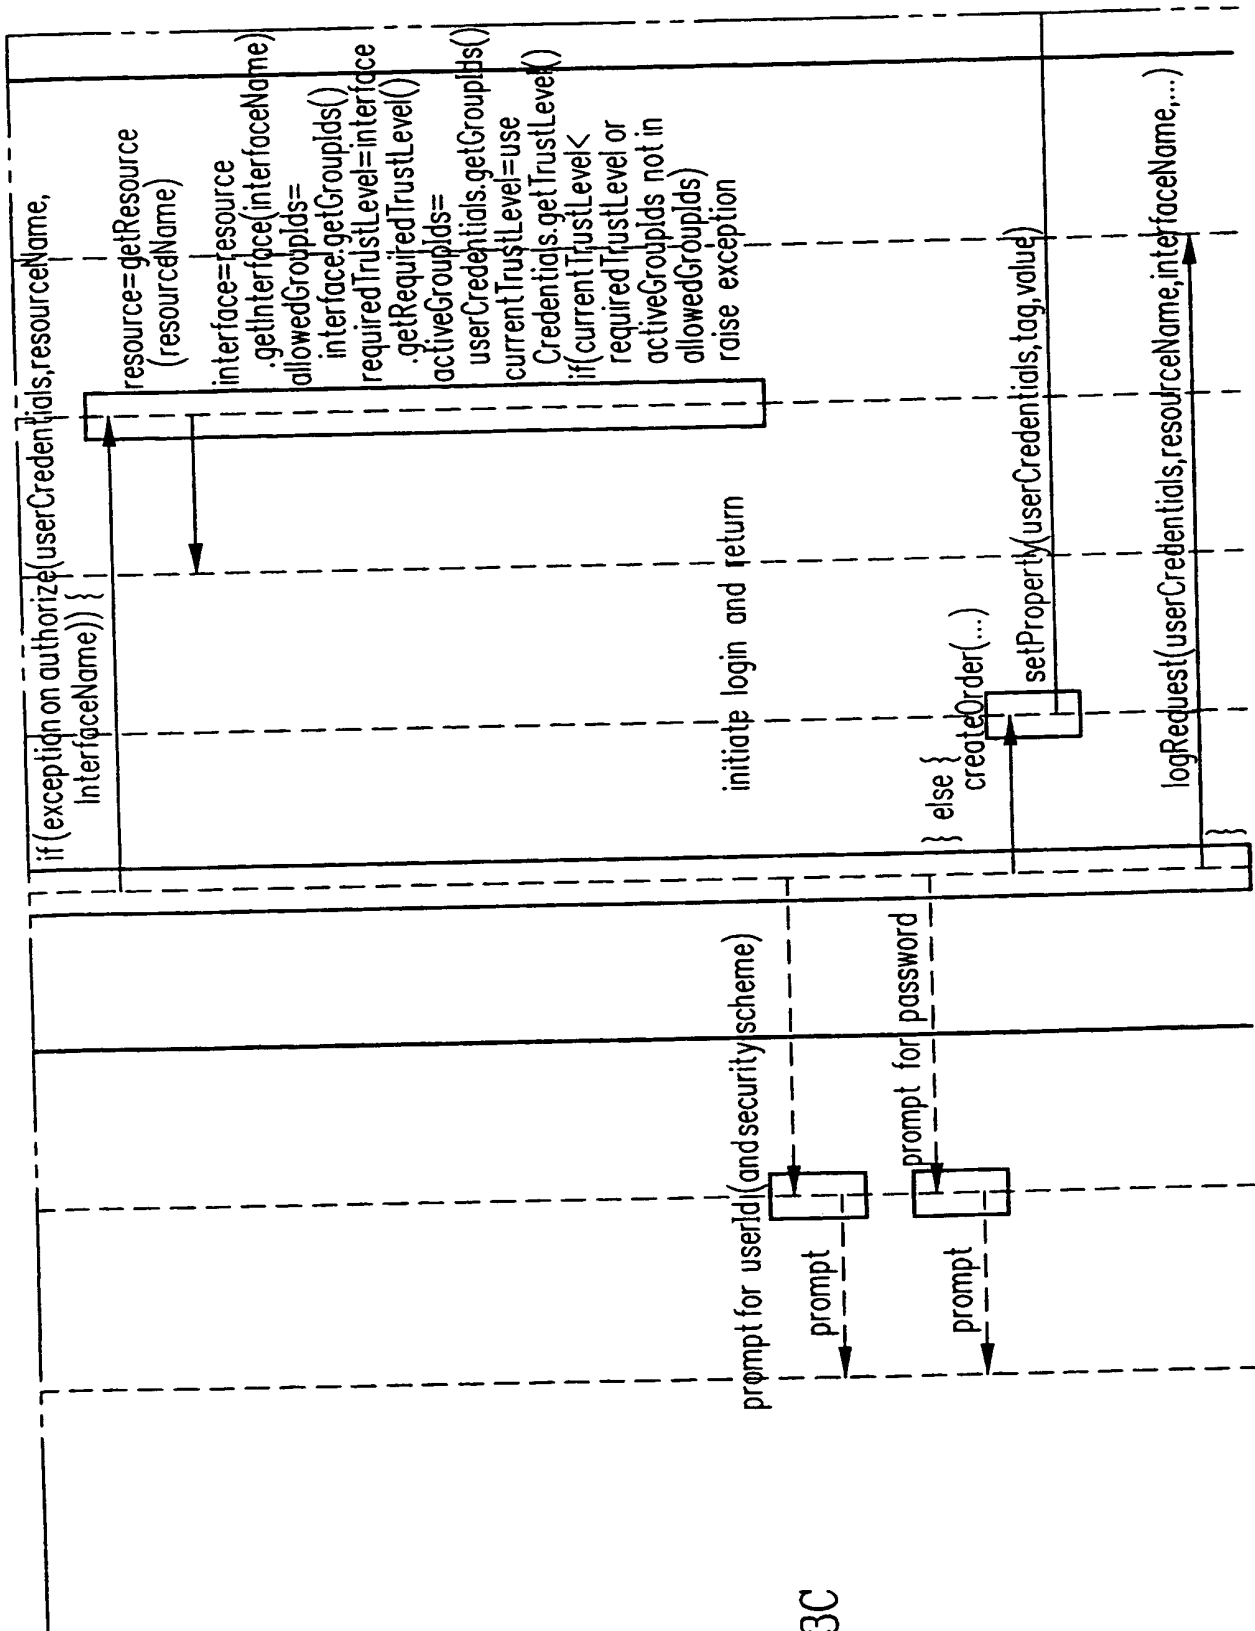 if(exception on authorize(userCredentials,resourceName,
InterfaceName)) {
resource=getResource
(resourceName)
interface=resource
.getInterface(interfaceName)
allowedGroupIds=
interface.getGroupIds()
requiredTrustLevel=interface
.getRequiredTrustLevel()
activeGroupIds=
userCredentials.getGroupIds()
currentTrustLevel=use
Credentials.getTrustLevel()
if(currentTrustLevel<
requiredTrustLevel or
activeGroupIds not in
allowedGroupIds)
raise exception
initiate login and return
prompt for userId (and security scheme)
prompt
prompt for password
prompt
} else {
createOrder(...)
setProperty(userCredentials,tag,value)
logRequest(userCredentials,resourceName,interfaceName,...)
}
3C